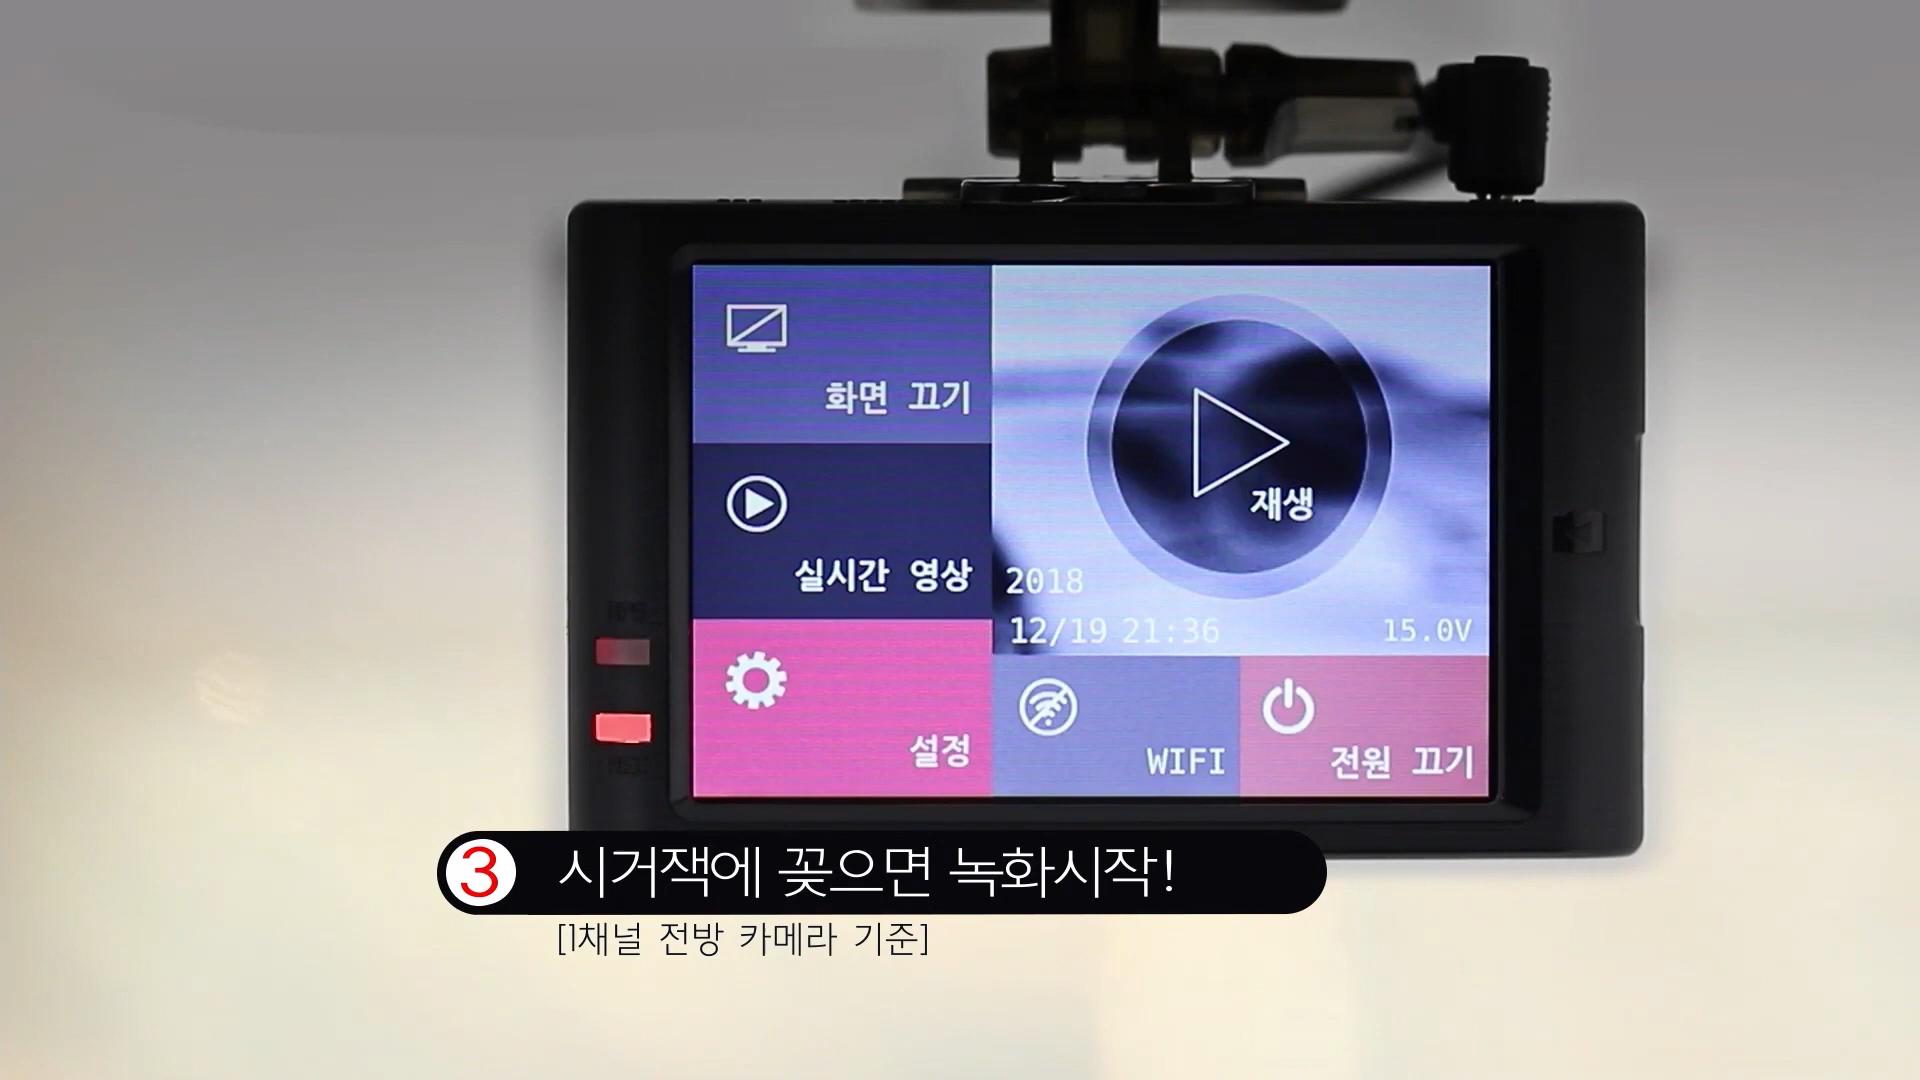 화면 끄기
재생
실시간 영상
2018
12/19 21:36
15.0V
설정
WIFI
전원 끄기
3 시거잭에 꽂으면 녹화시작!
[1채널 전방 카메라 기준]